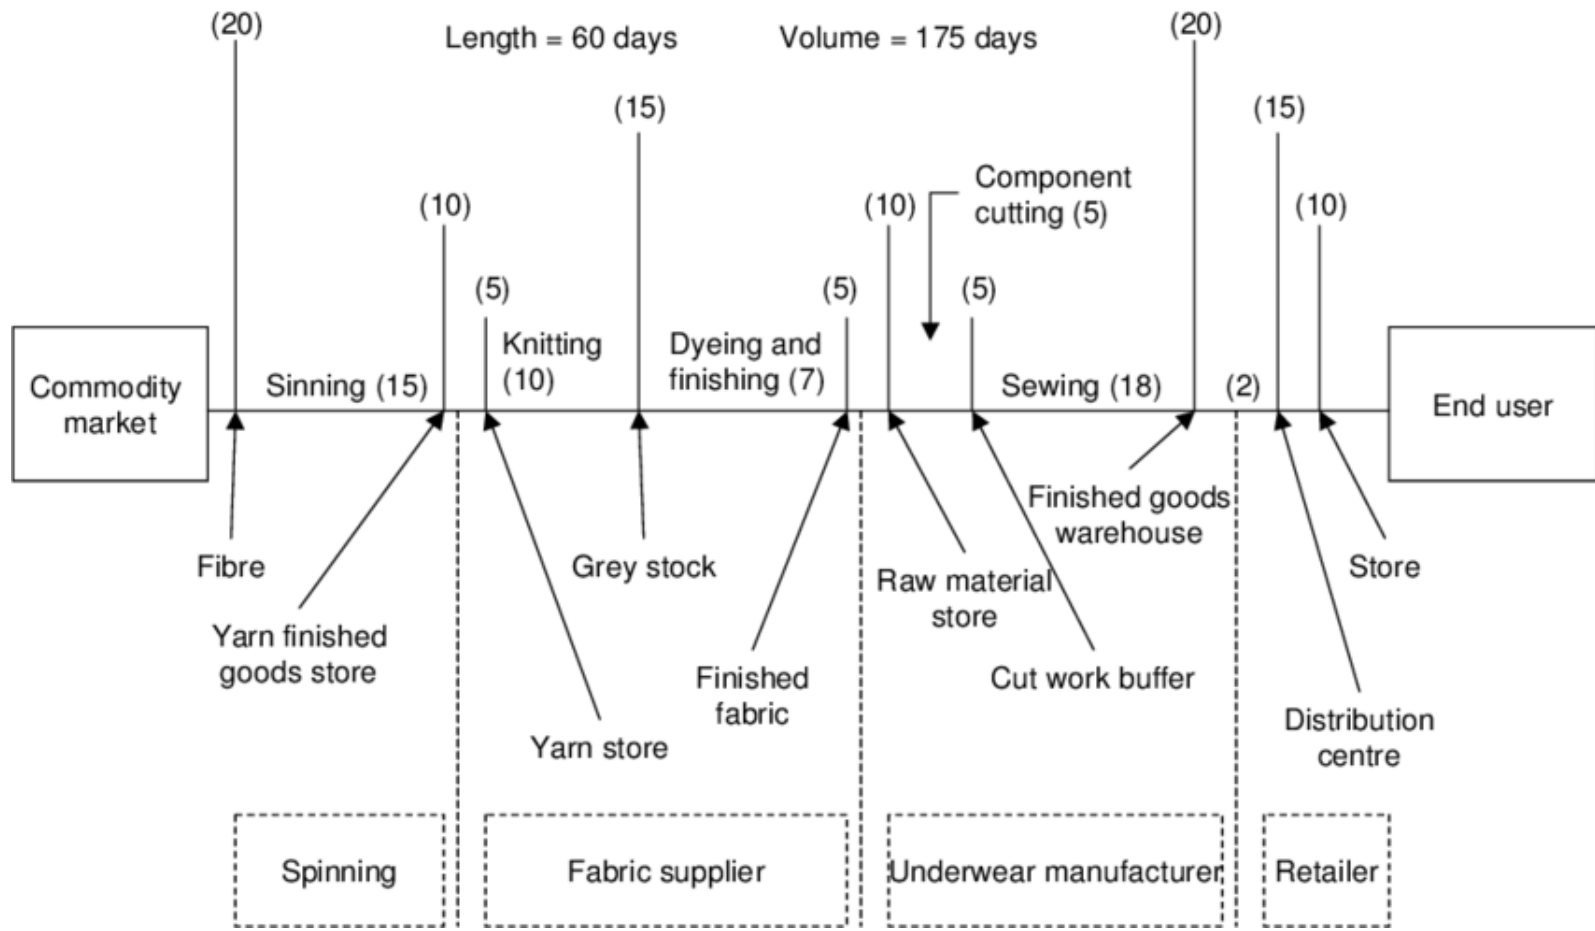 (20)
Length = 60 days
Volume = 175 days
(20)
(15)
(15)
(10)
(10)
Component
cutting (5)
(10)
(5)
(5)
(5)
Commodity
market
Sinning (15)
Knitting
(10)
Dyeing and
finishing (7)
Sewing (18)
(2)
End user
Fibre
Yarn finished
goods store
Yarn store
Grey stock
Finished
fabric
Raw material
store
Cut work buffer
Finished goods
warehouse
Distribution
centre
Store
Spinning
Fabric supplier
Underwear manufacturer
Retailer